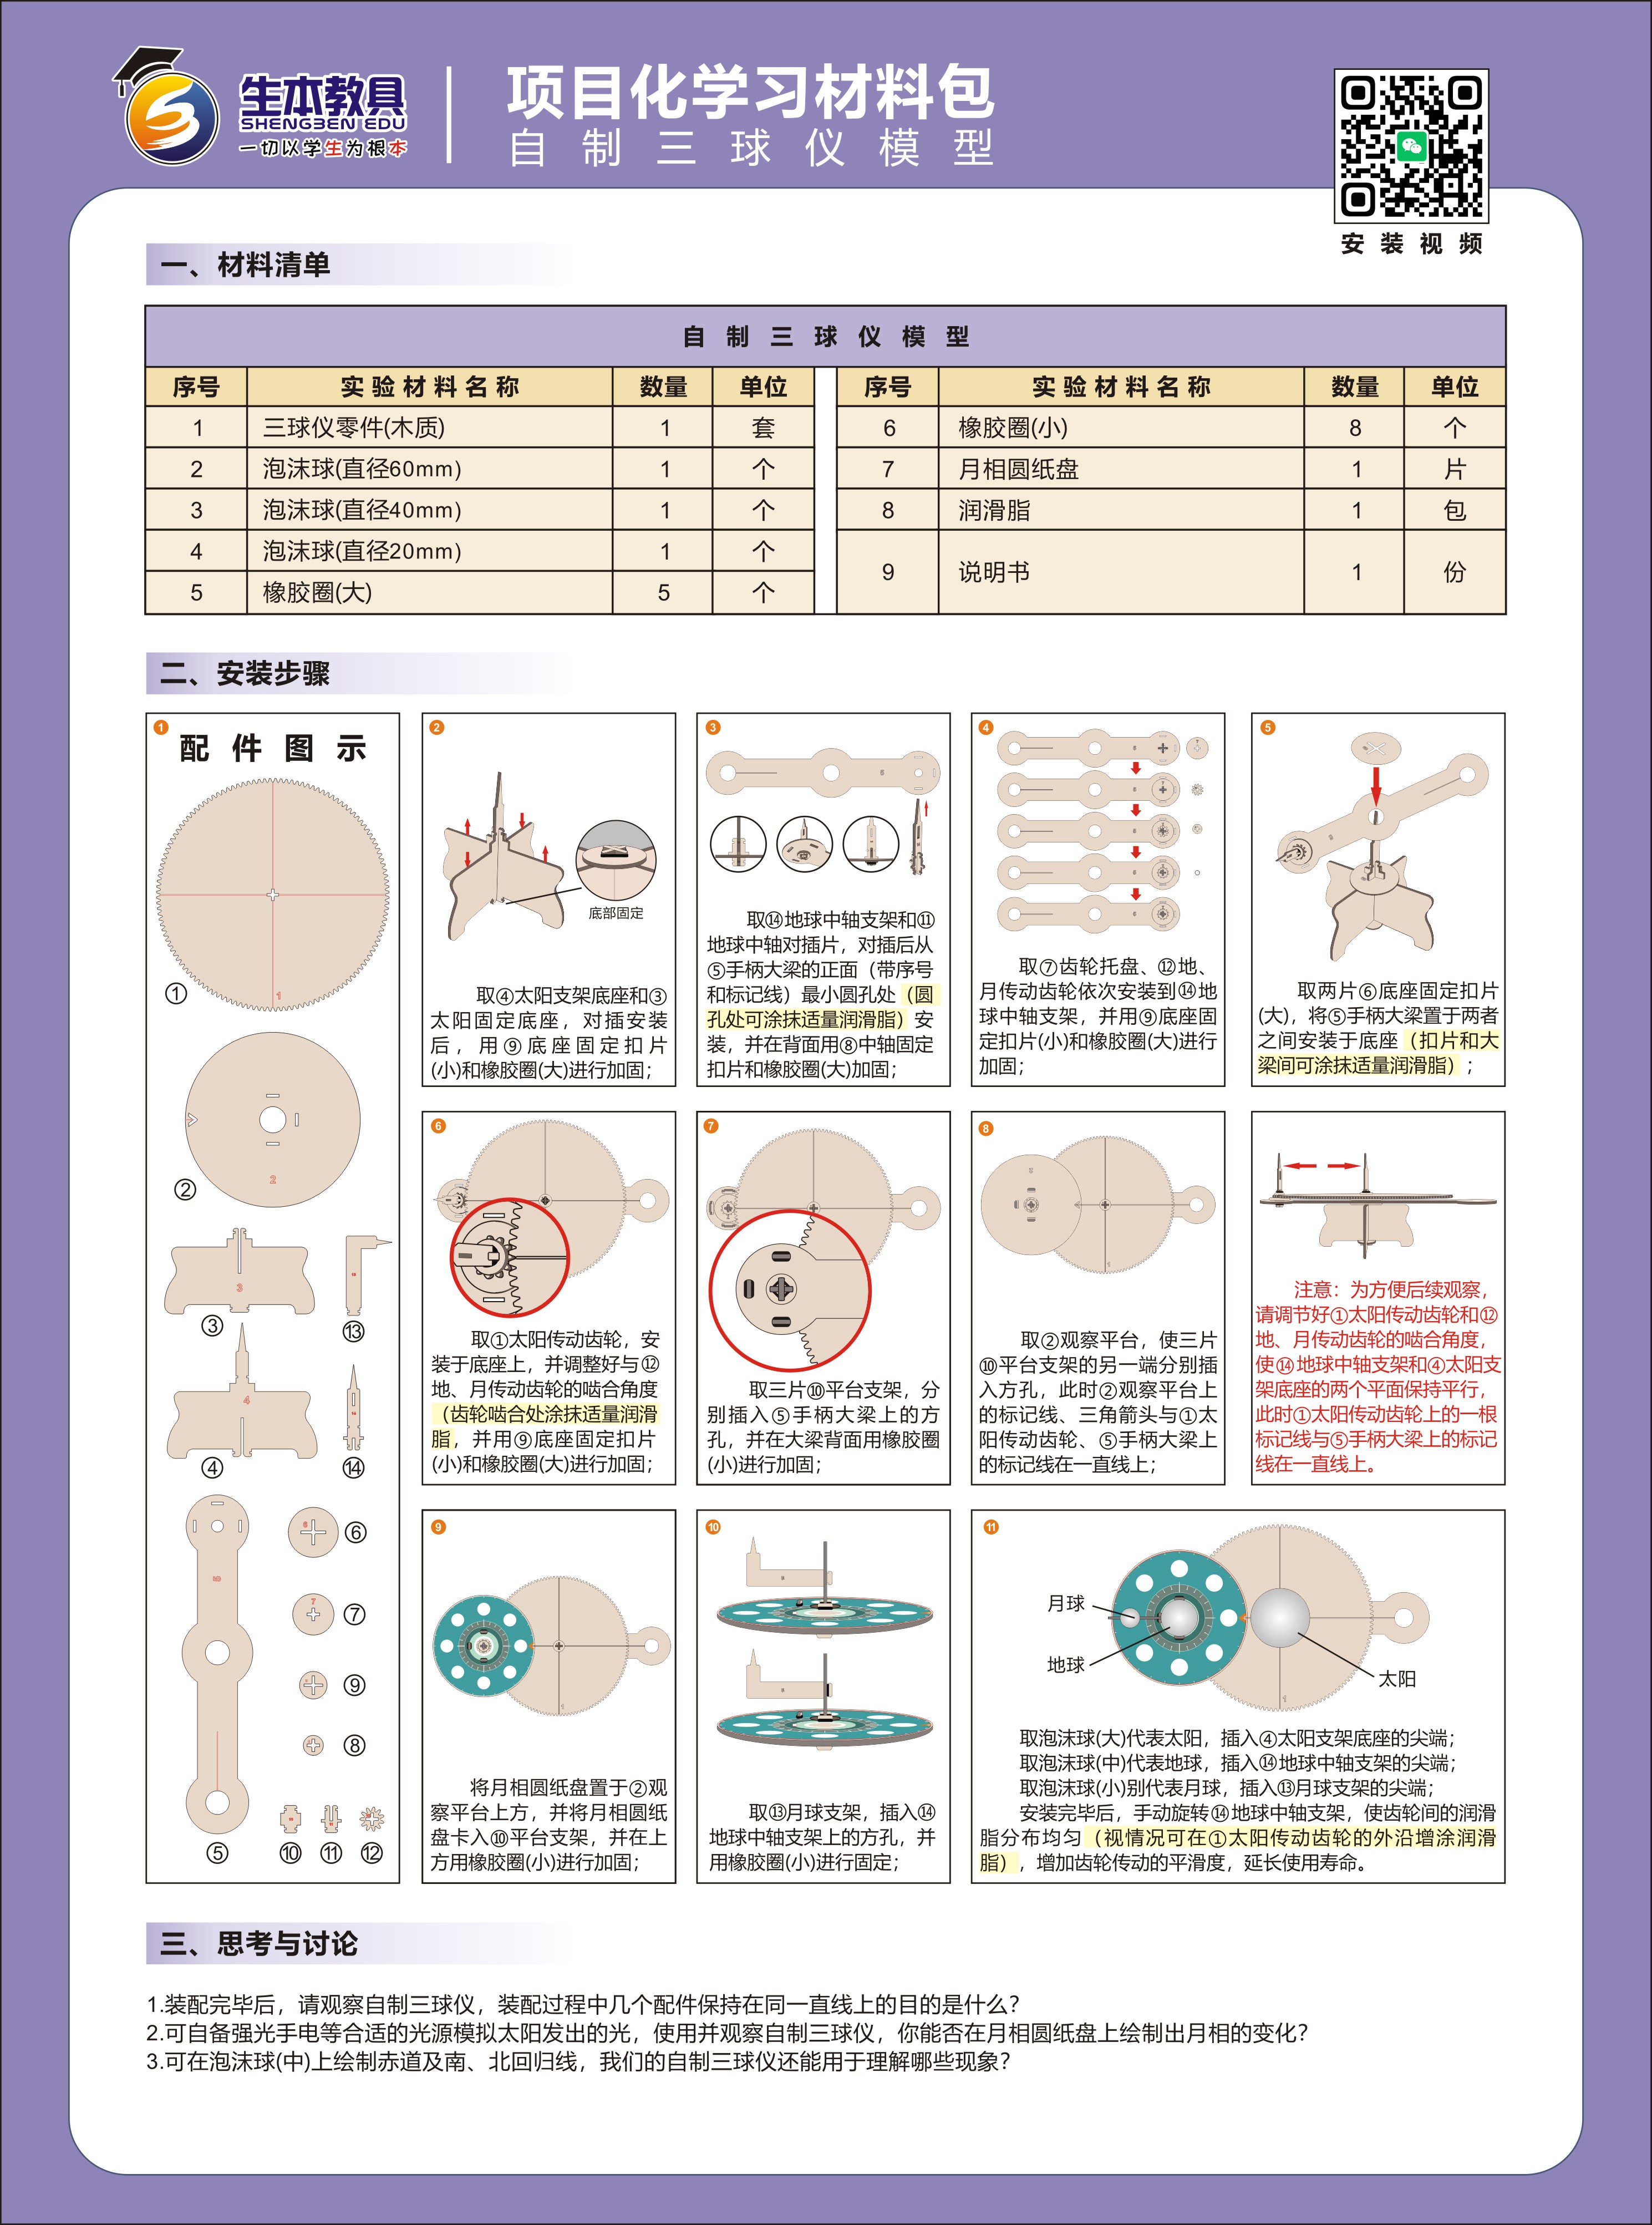 生本教具
SHENGBEN EDU
一切以学生为根本
项目化学习材料包
自制三球仪模型
安装视频
一、材料清单
自制三球仪模型
序号 实验材料名称 数量 单位 序号 实验材料名称 数量 单位
1 三球仪零件(木质) 1 套 6 橡胶圈(小) 8 个
2 泡沫球(直径60mm) 1 个 7 月相圆纸盘 1 片
3 泡沫球(直径40mm) 1 个 8 润滑脂 1 包
4 泡沫球(直径20mm) 1 个 9 说明书 1 份
5 橡胶圈(大) 5 个
二、安装步骤
1
配件图示
1
①
2
②
3
③
⑬
4
④
⑭
⑤
6
⑥
7
⑦
⑨
⑧
⑩
⑪
⑫
2
底部固定
取④太阳支架底座和③
太阳固定底座，对插安装
后，用⑨底座固定扣片
(小)和橡胶圈(大)进行加固；
3
取⑭地球中轴支架和⑪
地球中轴对插片，对插后从
⑤手柄大梁的正面（带序号
和标记线）最小圆孔处（圆
孔处可涂抹适量润滑脂）安
装，并在背面用⑧中轴固定
扣片和橡胶圈(大)加固；
4
取⑦齿轮托盘、⑫地、
月传动齿轮依次安装到⑭地
球中轴支架，并用⑨底座固
定扣片(小)和橡胶圈(大)进行
加固；
5
取两片⑥底座固定扣片
(大)，将⑤手柄大梁置于两者
之间安装于底座（扣片和大
梁间可涂抹适量润滑脂）；
6
取①太阳传动齿轮，安
装于底座上，并调整好与⑫
地、月传动齿轮的啮合角度
（齿轮啮合处涂抹适量润滑
脂，并用⑨底座固定扣片
(小)和橡胶圈(大)进行加固；
7
取三片⑩平台支架，分
别插入⑤手柄大梁上的方
孔，并在大梁背面用橡胶圈
(小)进行加固；
8
取②观察平台，使三片
⑩平台支架的另一端分别插
入方孔，此时②观察平台上
的标记线、三角箭头与①太
阳传动齿轮、⑤手柄大梁上
的标记线在一直线上；
注意：为方便后续观察，
请调节好①太阳传动齿轮和⑫
地、月传动齿轮的啮合角度，
使⑭地球中轴支架和④太阳支
架底座的两个平面保持平行，
此时①太阳传动齿轮上的一根
标记线与⑤手柄大梁上的标记
线在一直线上。
9
将月相圆纸盘置于②观
察平台上方，并将月相圆纸
盘卡入⑩平台支架，并在上
方用橡胶圈(小)进行加固；
10
取⑬月球支架，插入⑭
地球中轴支架上的方孔，并
用橡胶圈(小)进行固定；
11
月球
地球
太阳
取泡沫球(大)代表太阳，插入④太阳支架底座的尖端；
取泡沫球(中)代表地球，插入⑭地球中轴支架的尖端；
取泡沫球(小)别代表月球，插入⑬月球支架的尖端；
安装完毕后，手动旋转⑭地球中轴支架，使齿轮间的润滑
脂分布均匀（视情况可在①太阳传动齿轮的外沿增涂润滑
脂），增加齿轮传动的平滑度，延长使用寿命。
三、思考与讨论
1.装配完毕后，请观察自制三球仪，装配过程中几个配件保持在同一直线上的目的是什么？
2.可自备强光手电等合适的光源模拟太阳发出的光，使用并观察自制三球仪，你能否在月相圆纸盘上绘制出月相的变化？
3.可在泡沫球(中)上绘制赤道及南、北回归线，我们的自制三球仪还能用于理解哪些现象？